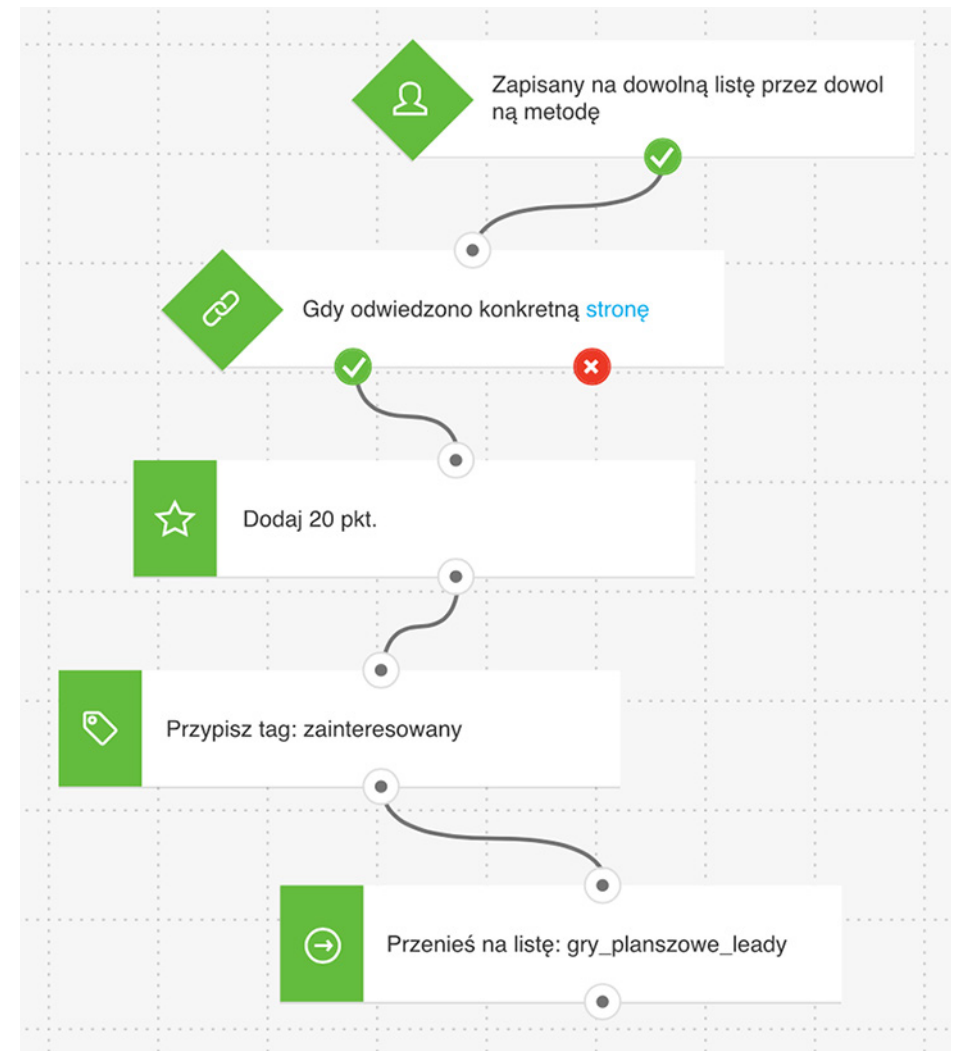 Zapisany na dowolną listę przez dowol
ną metodę
Gdy odwiedzono konkretną stronę
Dodaj 20 pkt.
Przypisz tag: zainteresowany
Przenieś na listę: gry_planszowe_leady